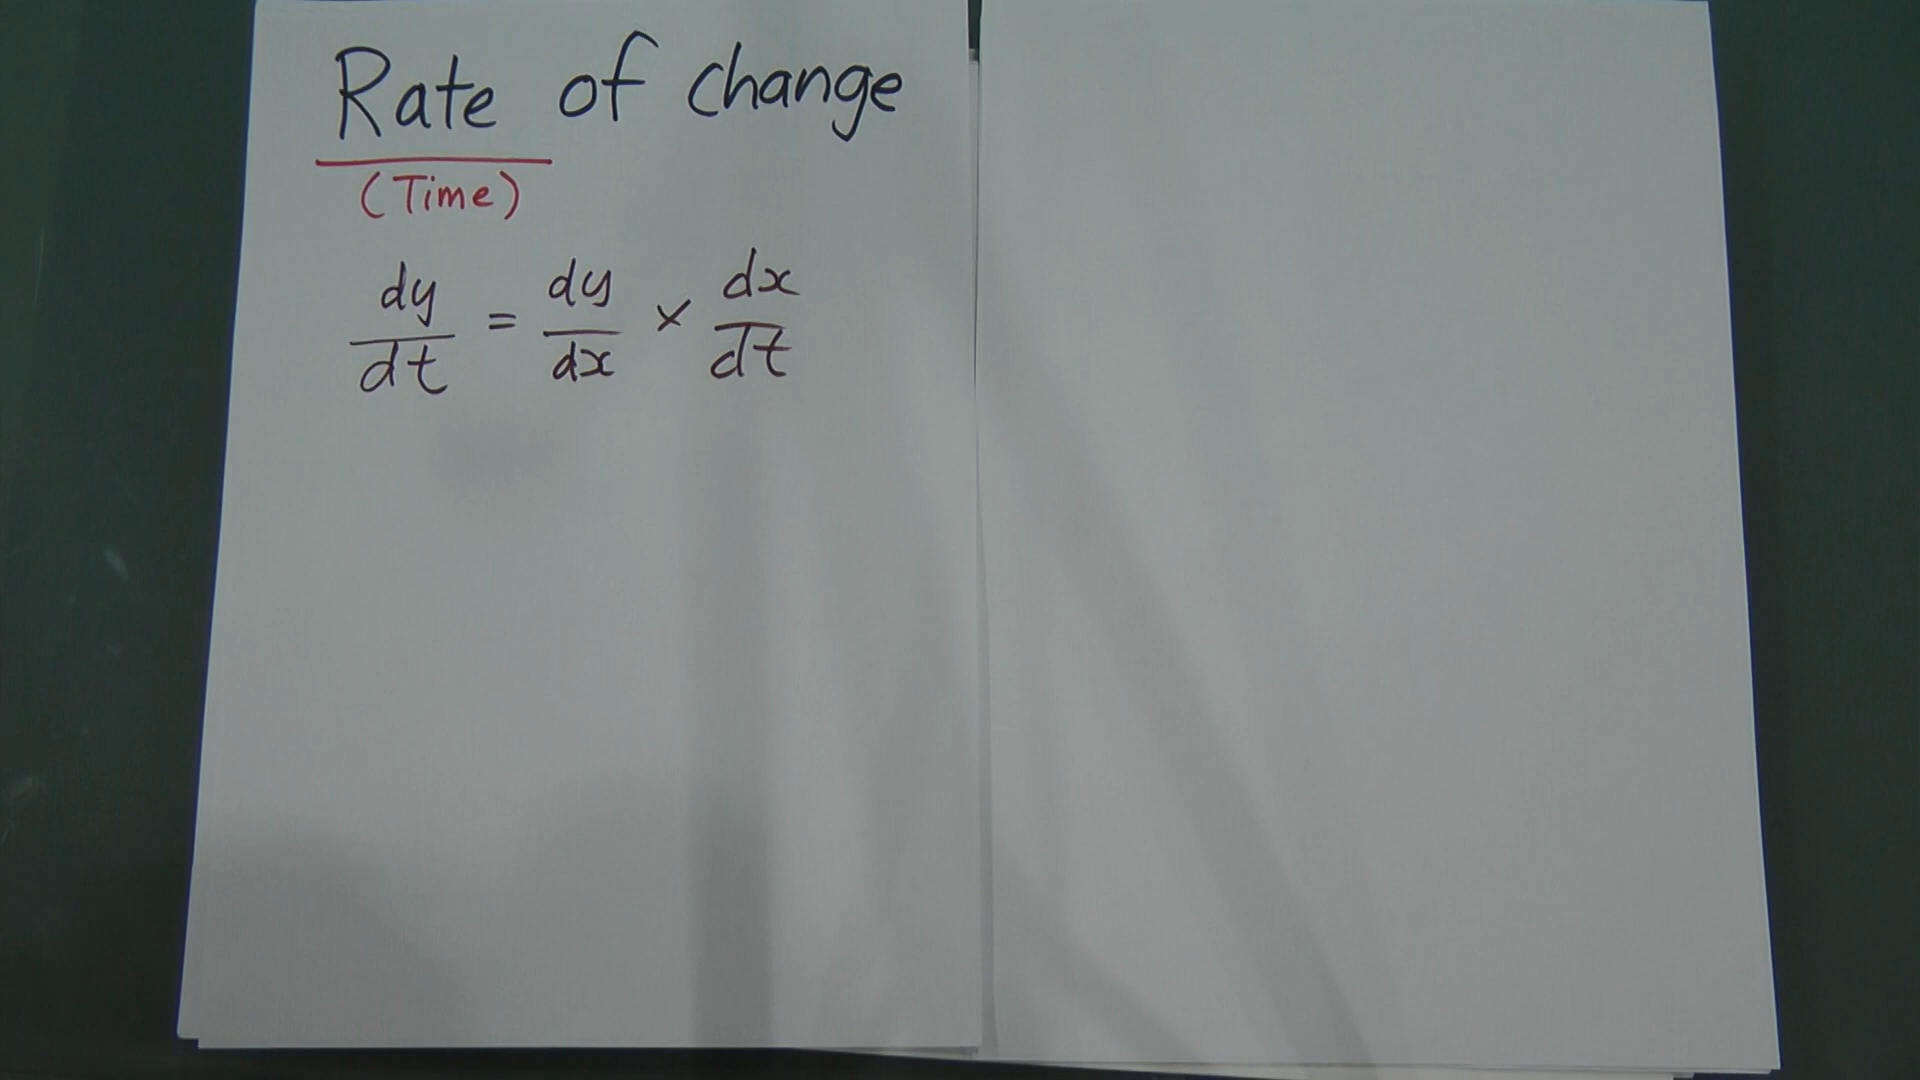 Rate of change
(Time)
dy/dt = dy/dx × dx/dt